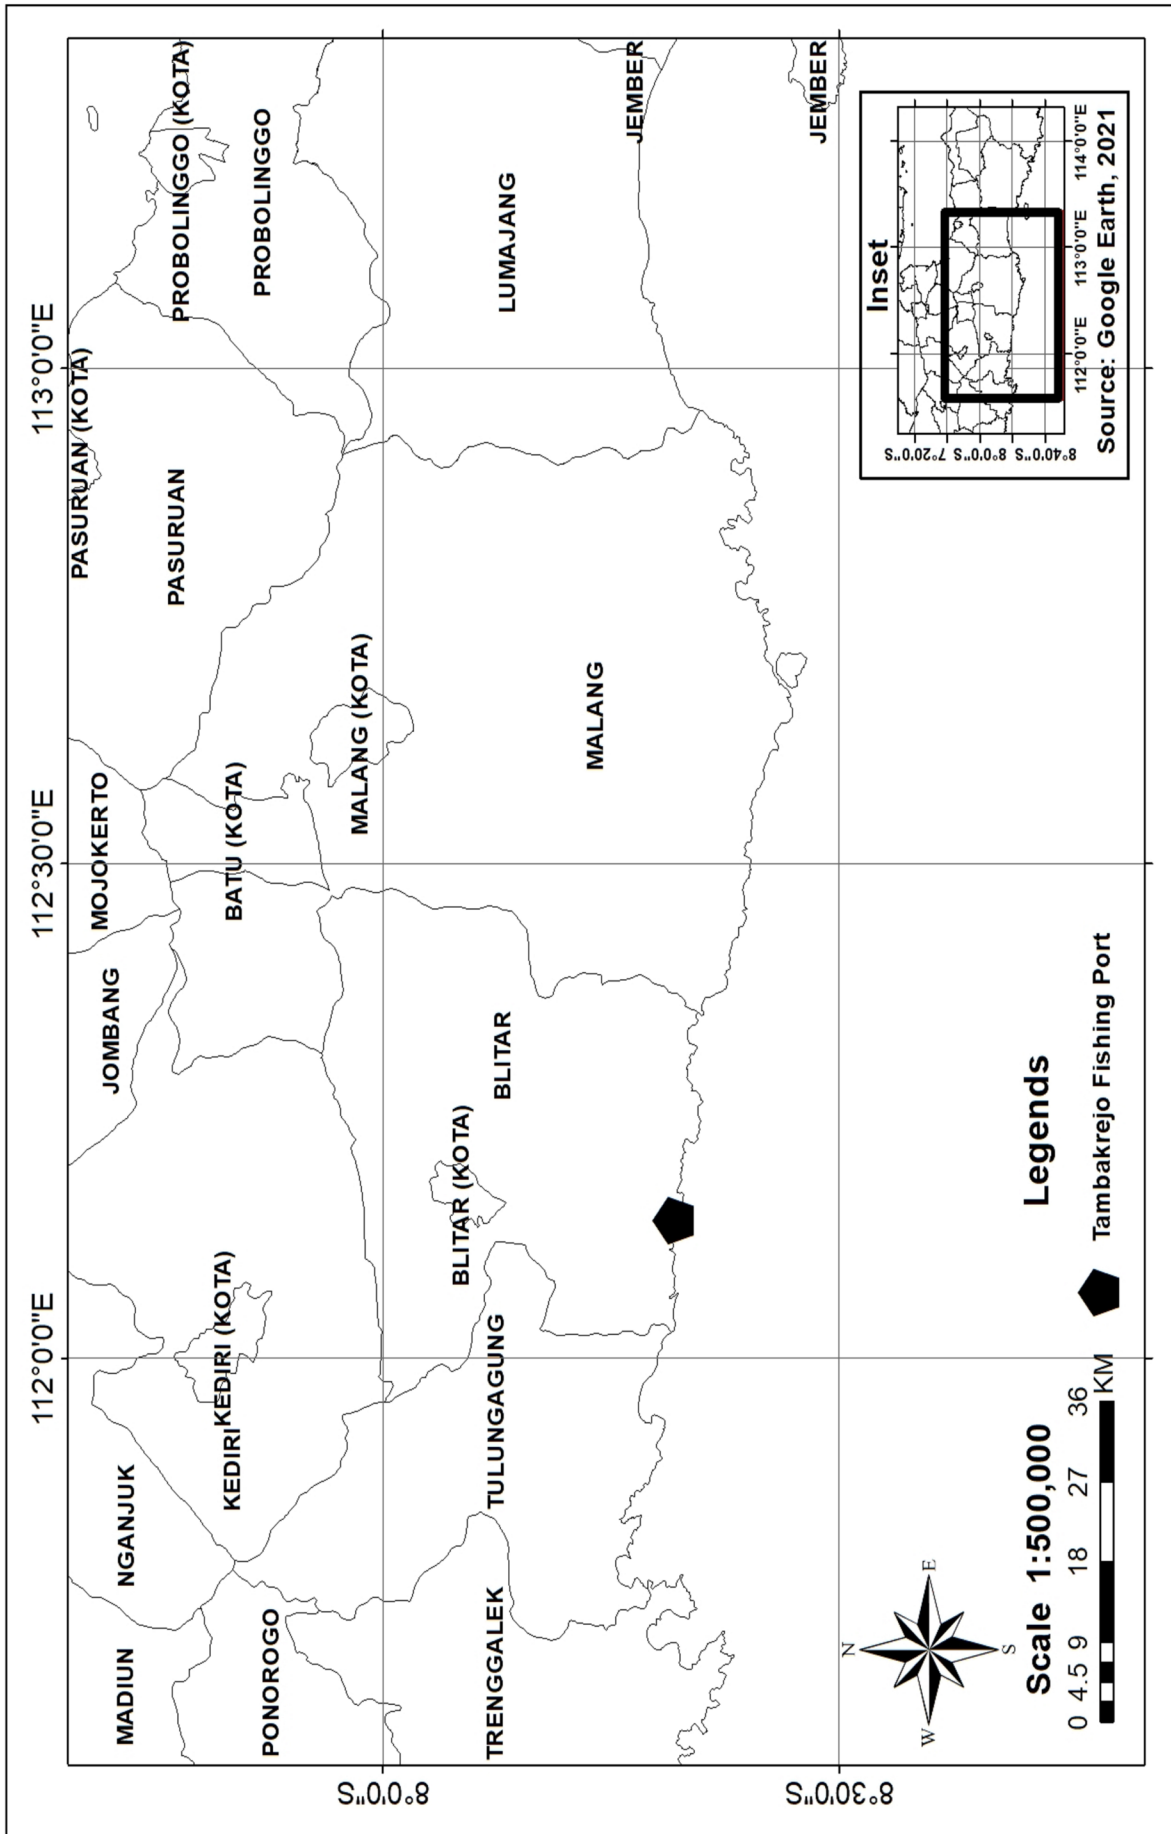 112°0'0"E
112°30'0"E
113°0'0"E
8°0'0"S
8°30'0"S
MADIUN
NGANJUK
JOMBANG
MOJOKERTO
PASURUAN (KOTA)
PASURUAN
PROBOLINGGO (KOTA)
PROBOLINGGO
PONOROGO
KEDIRI
KEDIRI (KOTA)
BATU (KOTA)
MALANG (KOTA)
TRENGGALEK
TULUNGAGUNG
BLITAR (KOTA)
BLITAR
MALANG
LUMAJANG
JEMBER
JEMBER
N
W
E
S
Scale 1:500,000
0 4.5 9 18 27 36
KM
Legends
Tambakrejo Fishing Port
Inset
7°20'0"S
8°0'0"S
8°40'0"S
112°0'0"E
113°0'0"E
114°0'0"E
Source: Google Earth, 2021